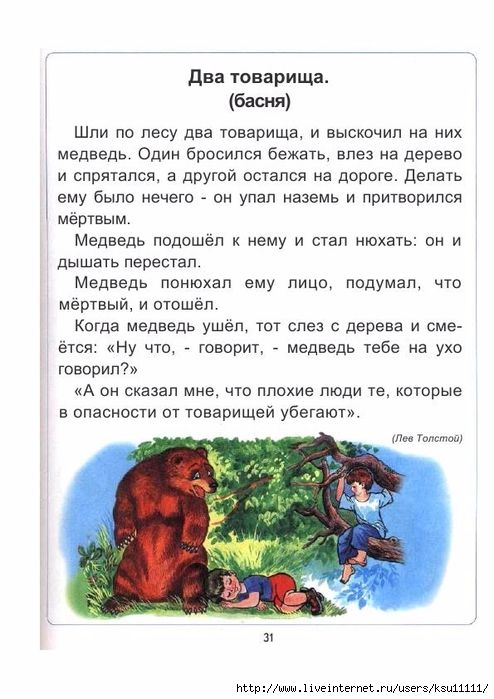 Два товарища.
(басня)
Шли по лесу два товарища, и выскочил на них
медведь. Один бросился бежать, влез на дерево
и спрятался, а другой остался на дороге. Делать
ему было нечего - он упал наземь и притворился
мёртвым.
Медведь подошёл к нему и стал нюхать: он и
дышать перестал.
Медведь понюхал ему лицо, подумал, что
мёртвый, и отошёл.
Когда медведь ушёл, тот слез с дерева и сме-
ётся: «Ну что, - говорит, - медведь тебе на ухо
говорил?»
«А он сказал мне, что плохие люди те, которые
в опасности от товарищей убегают».
(Лев Толстой)
31
http://www.liveinternet.ru/users/ksu11111/